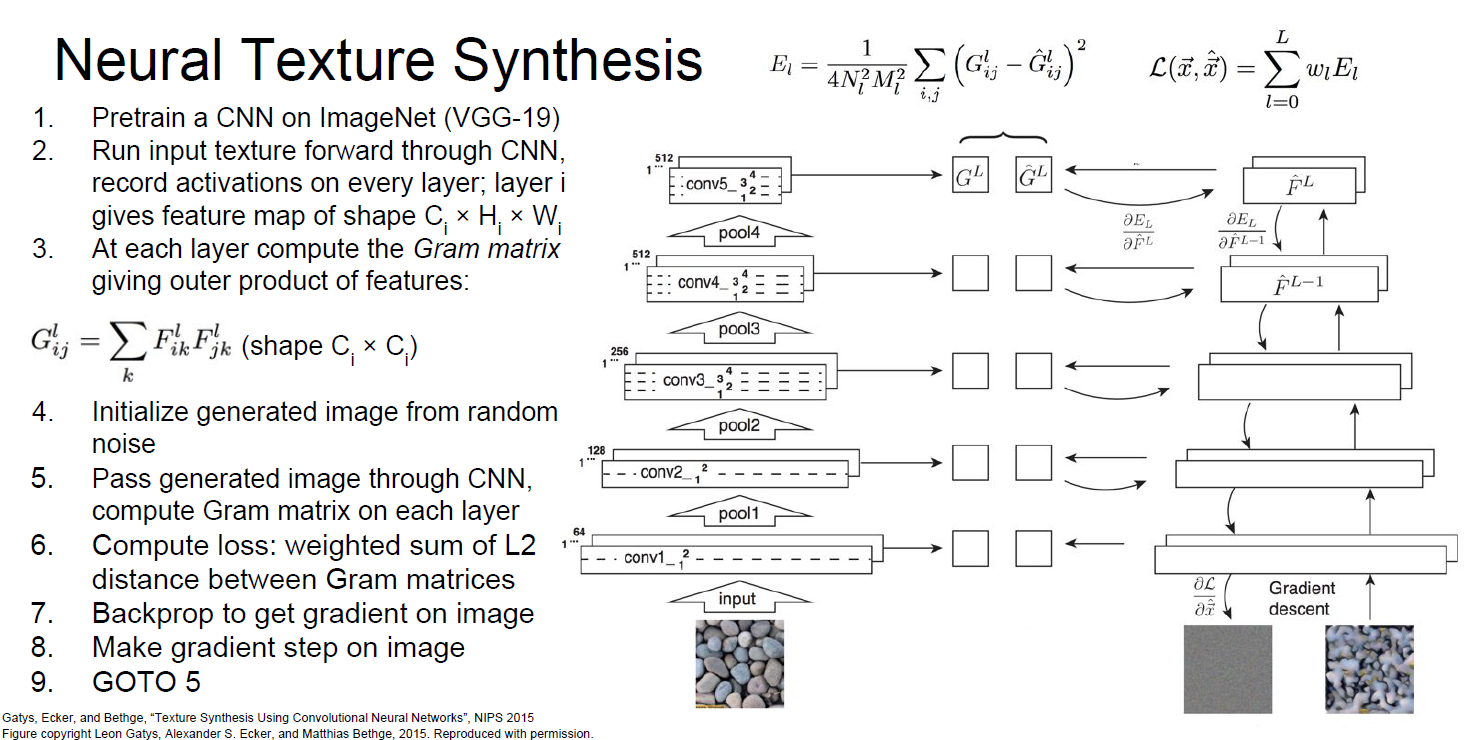 Neural Texture Synthesis
1. Pretrain a CNN on ImageNet (VGG-19)
2. Run input texture forward through CNN,
record activations on every layer; layer i
gives feature map of shape C_i × H_i × W_i
3. At each layer compute the Gram matrix
giving outer product of features:
G^l_{ij} = ∑_k F^l_{ik} F^l_{jk} (shape C_i × C_i)
4. Initialize generated image from random
noise
5. Pass generated image through CNN,
compute Gram matrix on each layer
6. Compute loss: weighted sum of L2
distance between Gram matrices
7. Backprop to get gradient on image
8. Make gradient step on image
9. GOTO 5
E_l = 1 / (4N_l^2 M_l^2) ∑_{i,j} (G^l_{ij} − Ĝ^l_{ij})^2
ℒ(x⃗, x̂⃗) = ∑_{l=0}^{L} w_l E_l
1 ... 512
conv5_ 1 2 3 4
G^L
Ĝ^L
F̂^L
∂E_L / ∂F̂^L
∂E_L / ∂F̂^{L−1}
pool4
1 ... 512
conv4_ 1 2 3 4
F̂^{L−1}
pool3
1 ... 256
conv3_ 1 2 3 4
pool2
1 ... 128
conv2_ 1 2
pool1
1 ... 64
conv1_ 1 2
input
∂ℒ / ∂x̂⃗
Gradient
descent
Gatys, Ecker, and Bethge, “Texture Synthesis Using Convolutional Neural Networks”, NIPS 2015
Figure copyright Leon Gatys, Alexander S. Ecker, and Matthias Bethge, 2015. Reproduced with permission.